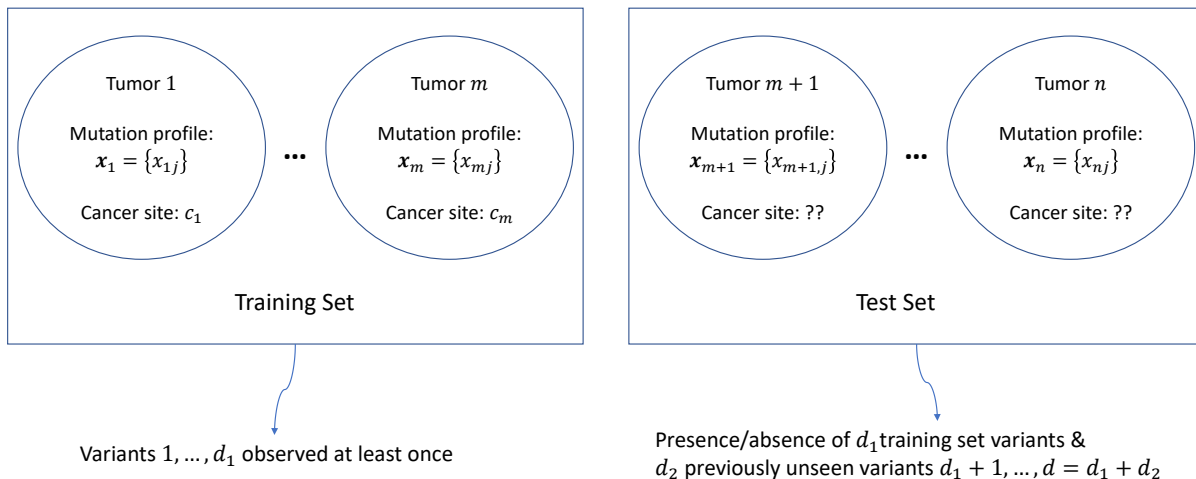 Tumor 1
Mutation profile:
𝒙₁ = {x₁ⱼ}
Cancer site: c₁
...
Tumor m
Mutation profile:
𝒙ₘ = {xₘⱼ}
Cancer site: cₘ
Training Set
Variants 1, … , d₁ observed at least once
Tumor m + 1
Mutation profile:
𝒙ₘ₊₁ = {xₘ₊₁,ⱼ}
Cancer site: ??
...
Tumor n
Mutation profile:
𝒙ₙ = {xₙⱼ}
Cancer site: ??
Test Set
Presence/absence of d₁training set variants &
d₂ previously unseen variants d₁ + 1, … , d = d₁ + d₂